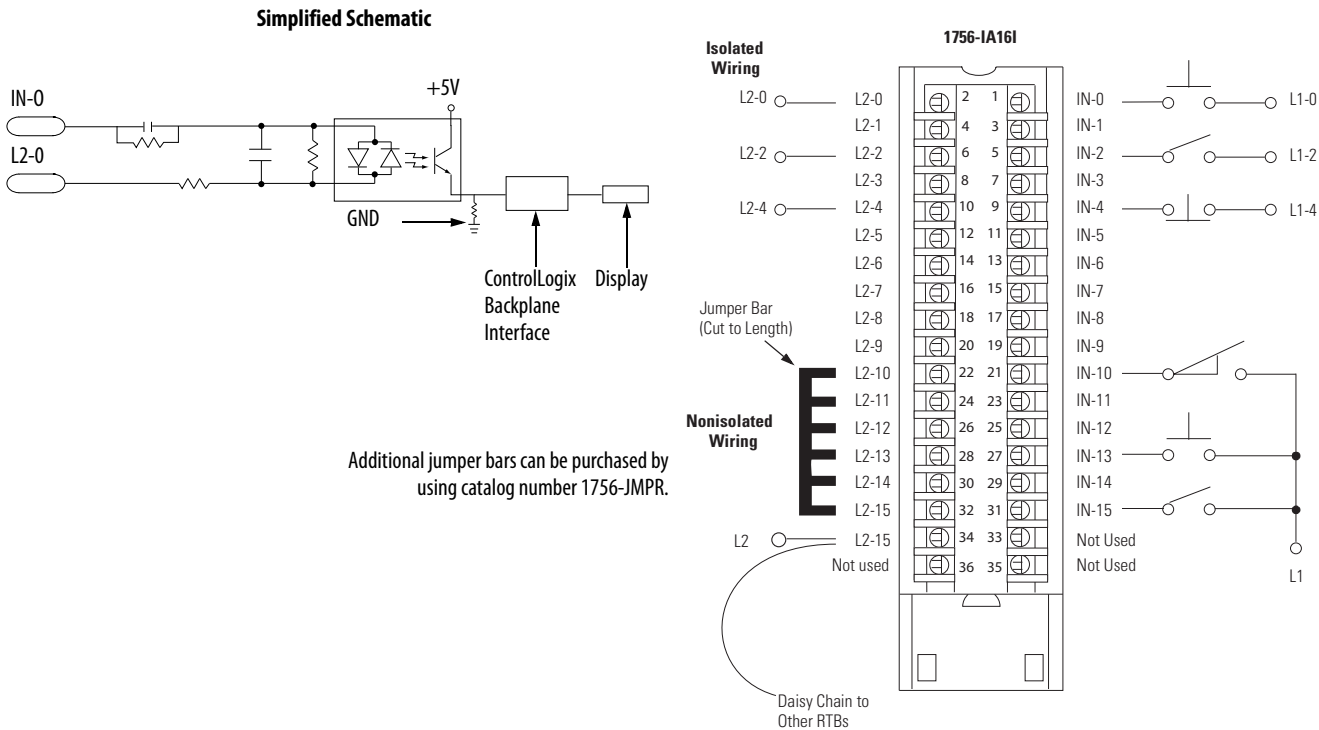 Simplified Schematic
IN-0
L2-0
+5V
GND
ControlLogix
Backplane
Interface
Display
Additional jumper bars can be purchased by
using catalog number 1756-JMPR.
1756-IA16I
Isolated
Wiring
L2-0 L2-0 2 1 IN-0 L1-0
L2-1 4 3 IN-1
L2-2 L2-2 6 5 IN-2 L1-2
L2-3 8 7 IN-3
L2-4 L2-4 10 9 IN-4 L1-4
L2-5 12 11 IN-5
L2-6 14 13 IN-6
L2-7 16 15 IN-7
Jumper Bar
(Cut to Length)
L2-8 18 17 IN-8
L2-9 20 19 IN-9
L2-10 22 21 IN-10
L2-11 24 23 IN-11
Nonisolated
Wiring
L2-12 26 25 IN-12
L2-13 28 27 IN-13
L2-14 30 29 IN-14
L2-15 32 31 IN-15
L2 L2-15 34 33 Not Used
Not used 36 35 Not Used
L1
Daisy Chain to
Other RTBs